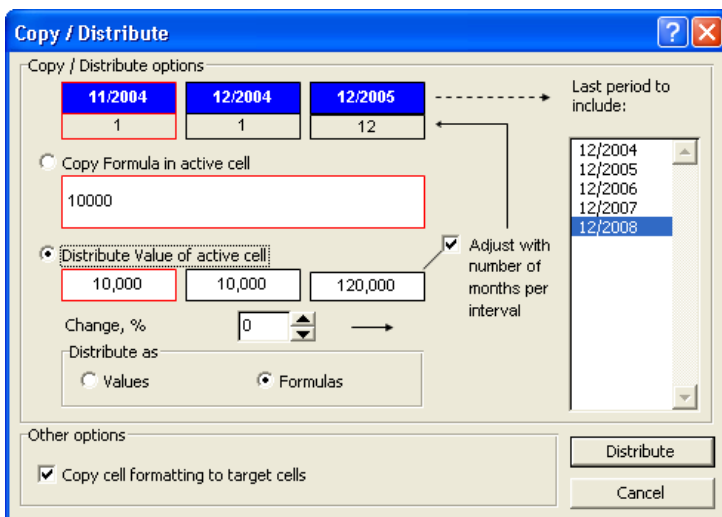 Copy / Distribute
Copy / Distribute options
11/2004 12/2004 12/2005
1 1 12
Last period to
include:
12/2004
12/2005
12/2006
12/2007
12/2008
Copy Formula in active cell
10000
Distribute Value of active cell
10,000 10,000 120,000
Adjust with
number of
months per
interval
Change, % 0
Distribute as
Values Formulas
Other options
Copy cell formatting to target cells
Distribute
Cancel